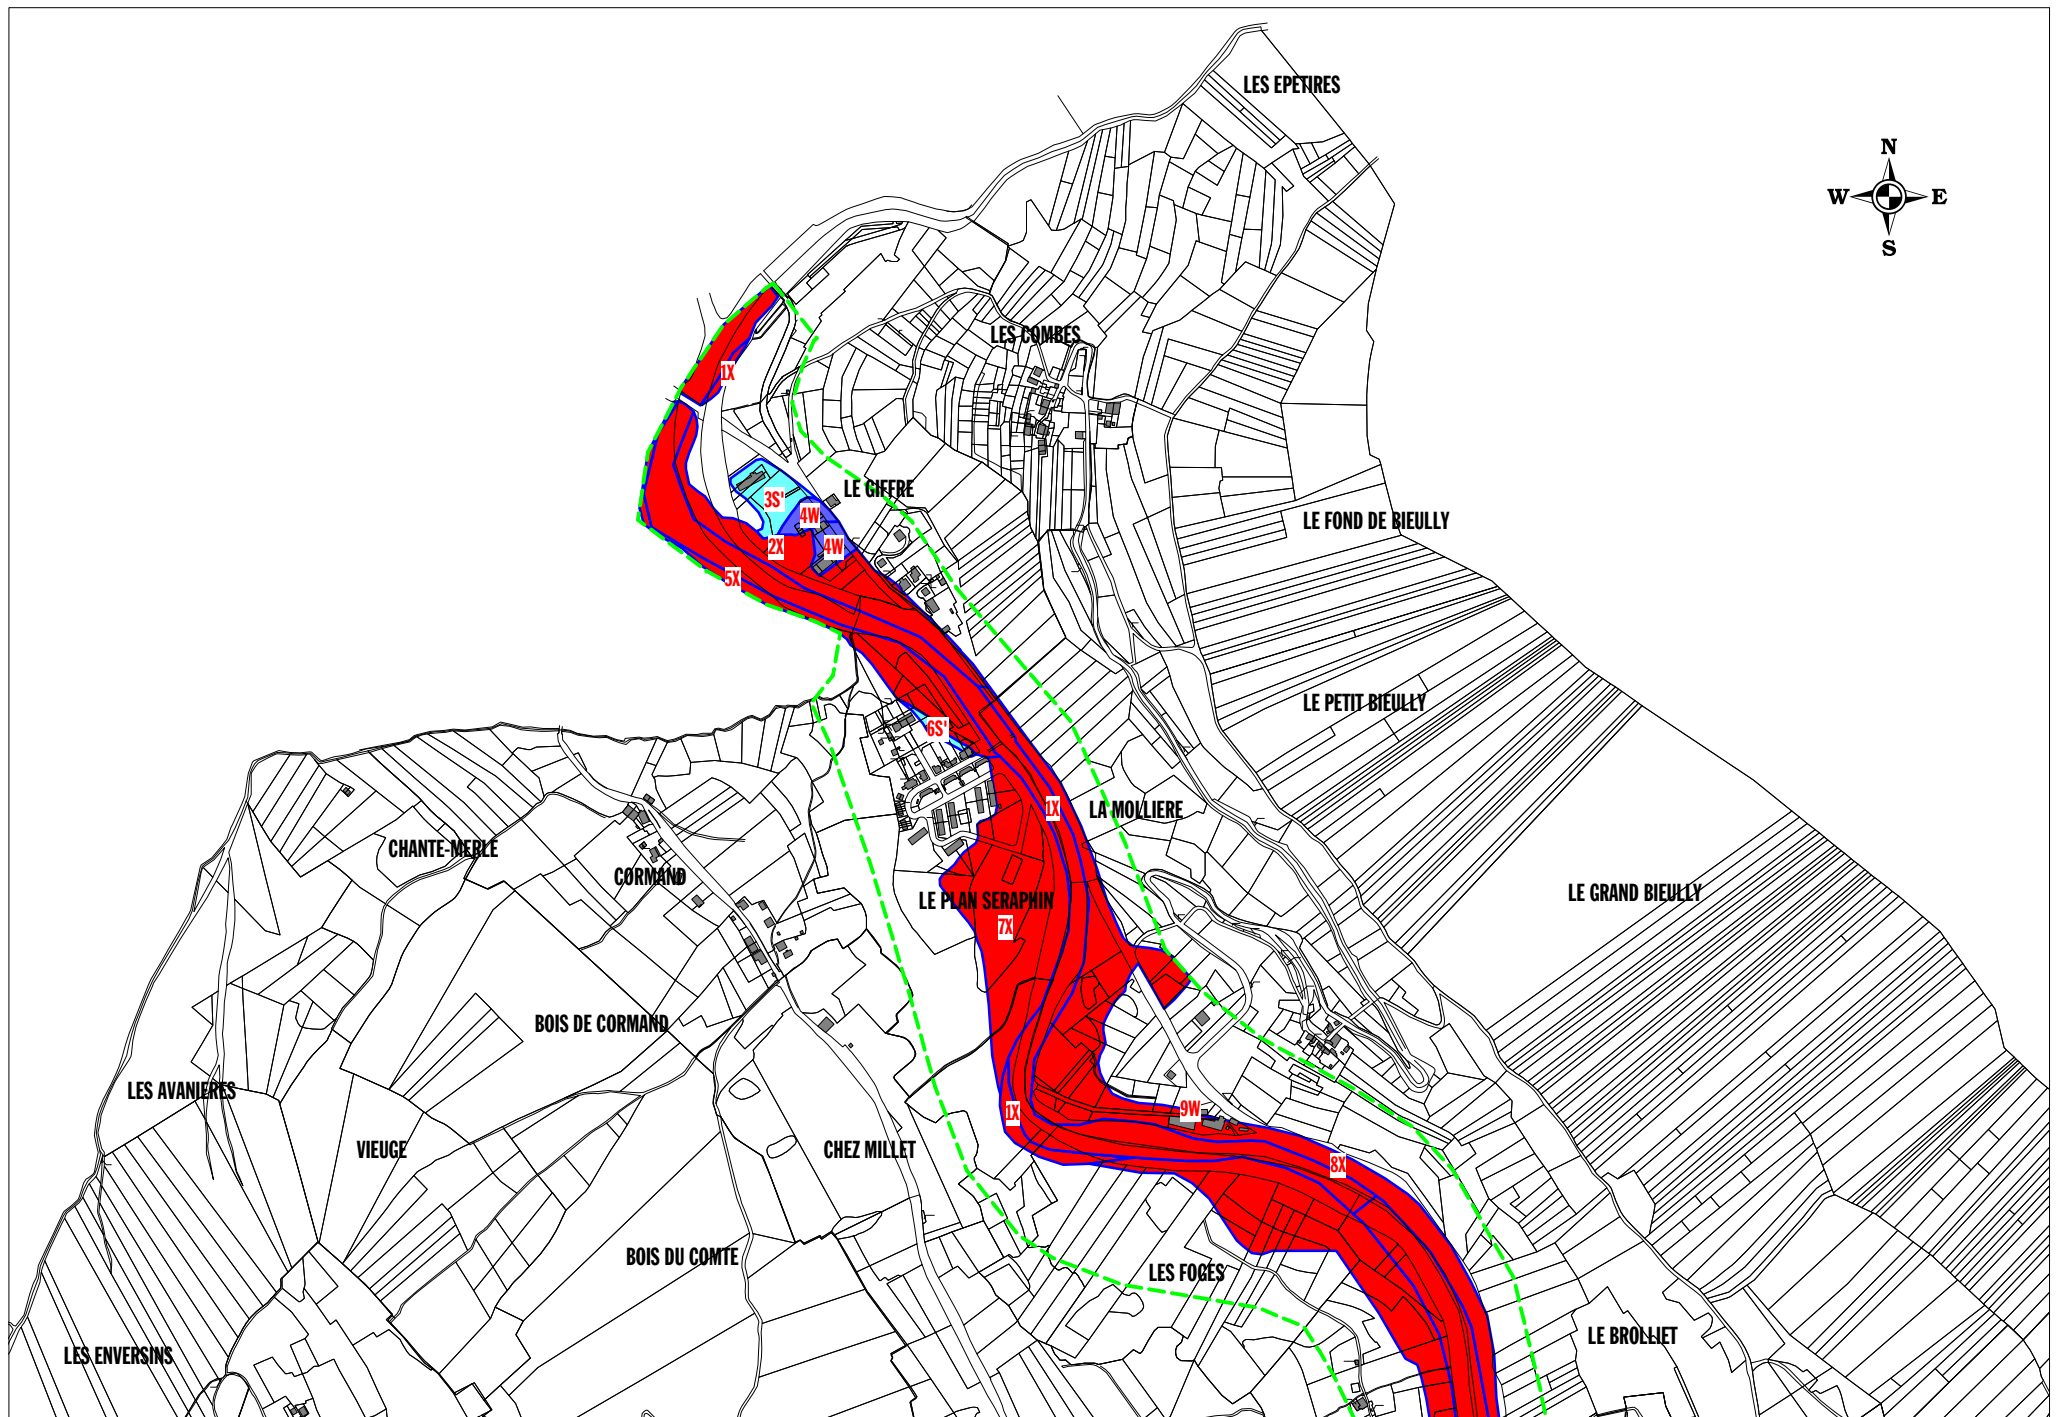 LES EPETIRES
N
W E
S
LES COMBES
1X
LE GIFFRE
3S'
4W
LE FOND DE BIEULLY
2X
4W
5X
LE PETIT BIEULLY
6S'
1X
LA MOLLIERE
CHANTE-MERLE
CORMAND
LE GRAND BIEULLY
LE PLAN SERAPHIN
7X
BOIS DE CORMAND
LES AVANIERES
1X
9W
VIEUGE
CHEZ MILLET
8X
BOIS DU COMTE
LES FOGES
LE BROLLIET
LES ENVERSINS